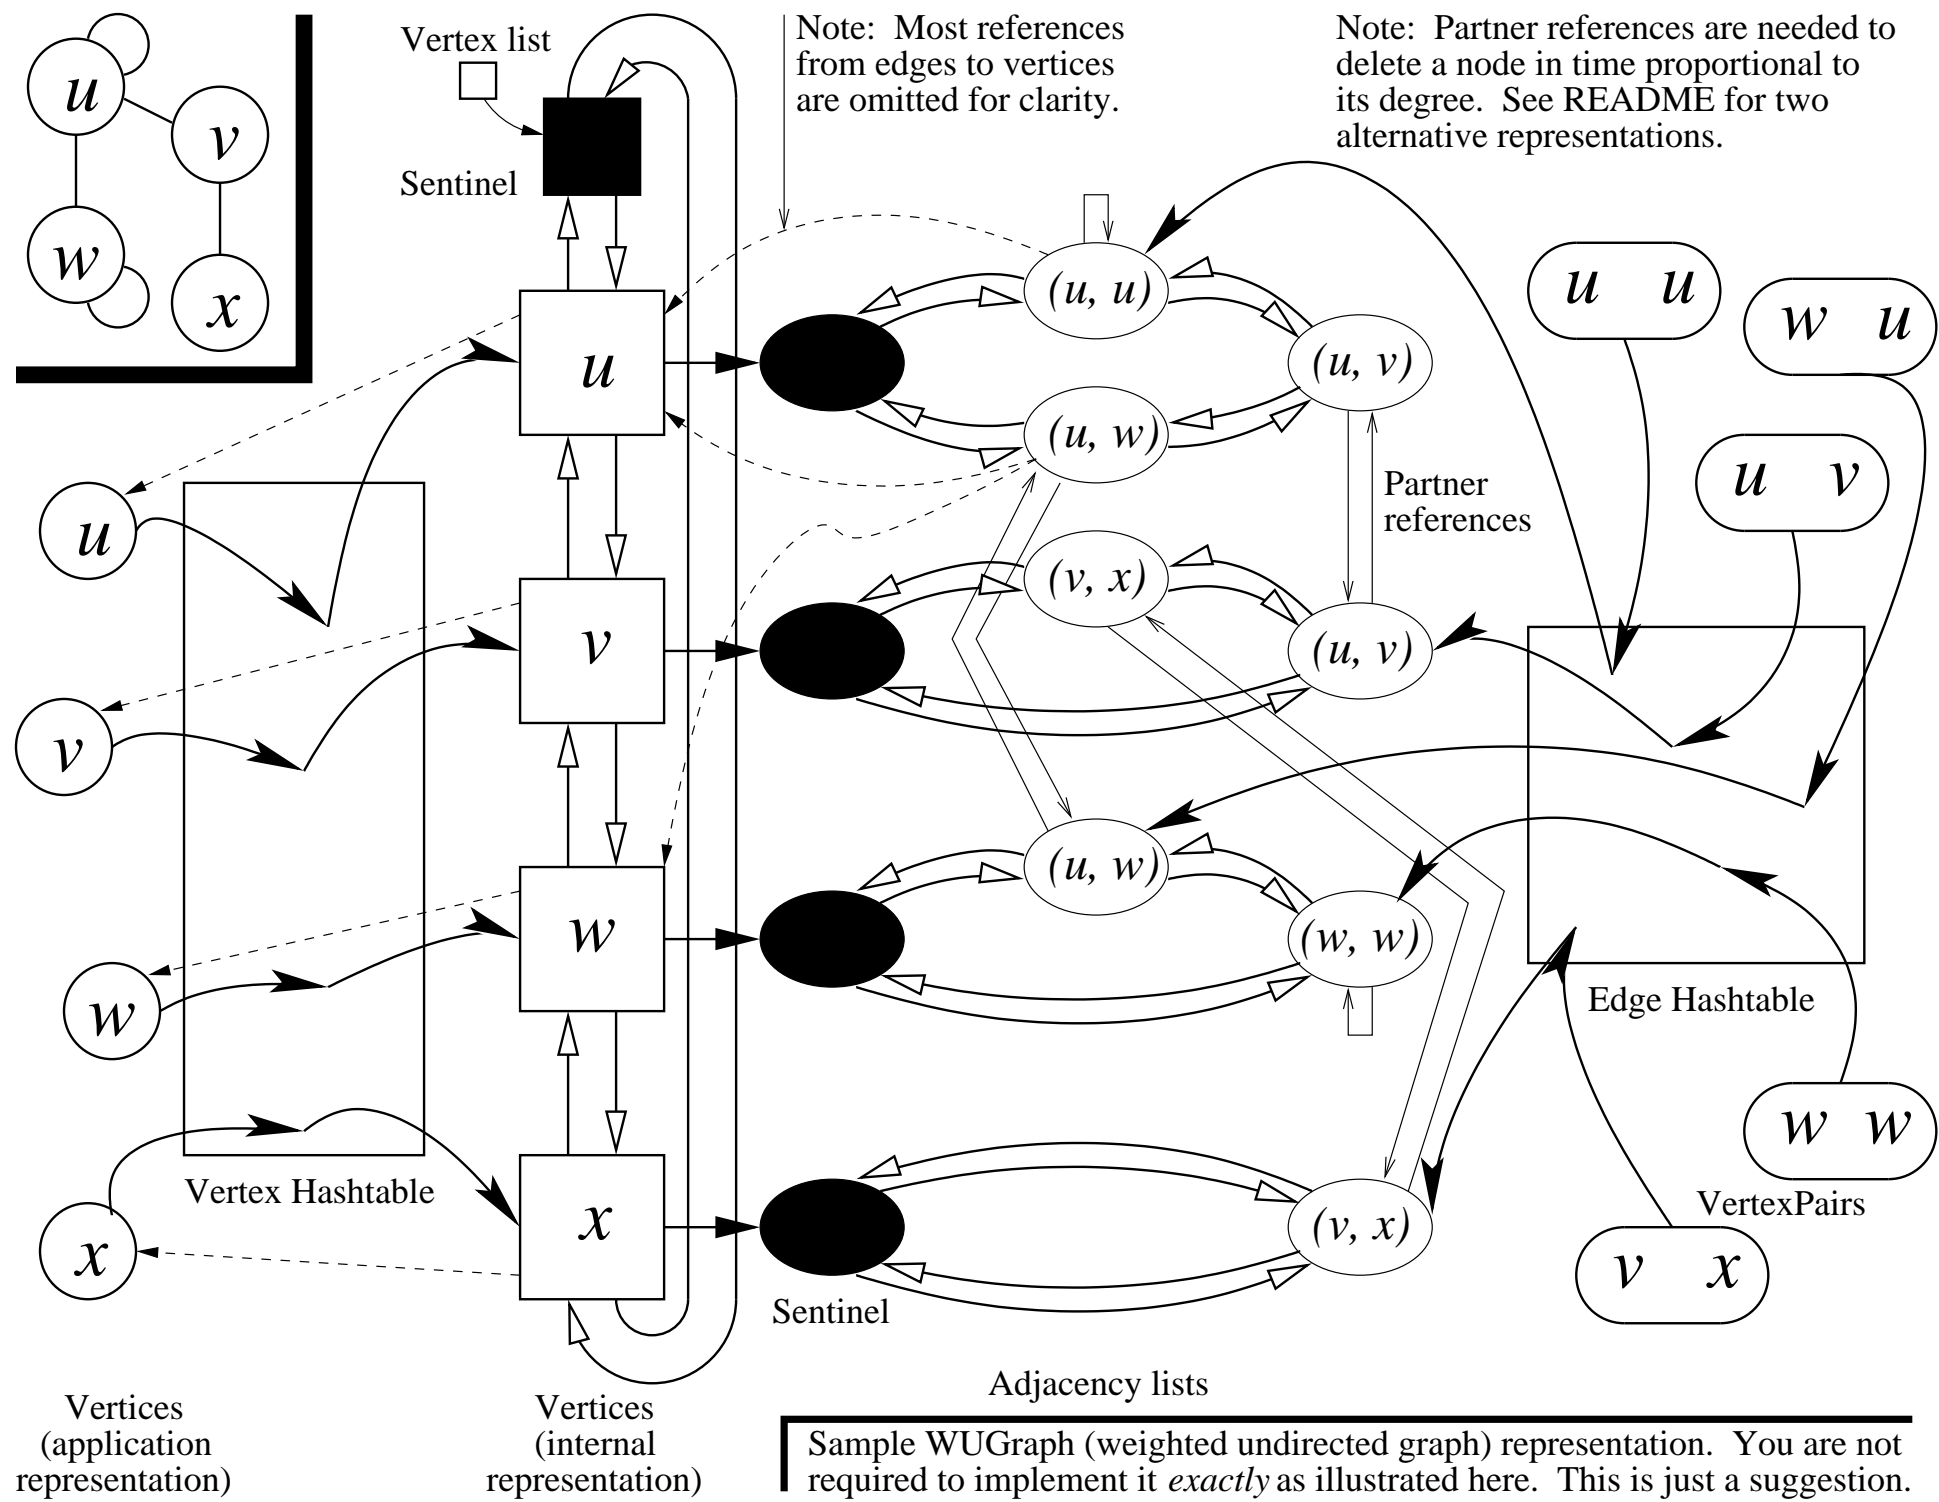 u
v
w
x
Vertex list
Sentinel
Note:  Most references
from edges to vertices
are omitted for clarity.
Note:  Partner references are needed to
delete a node in time proportional to
its degree.  See README for two
alternative representations.
u
v
w
x
Vertex Hashtable
u
v
w
x
(u, u)
(u, v)
(u, w)
Partner
references
(v, x)
(u, v)
(u, w)
(w, w)
(v, x)
Sentinel
u u
w u
u v
Edge Hashtable
w w
VertexPairs
v x
Vertices
(application
representation)
Vertices
(internal
representation)
Adjacency lists
Sample WUGraph (weighted undirected graph) representation.  You are not
required to implement it exactly as illustrated here.  This is just a suggestion.